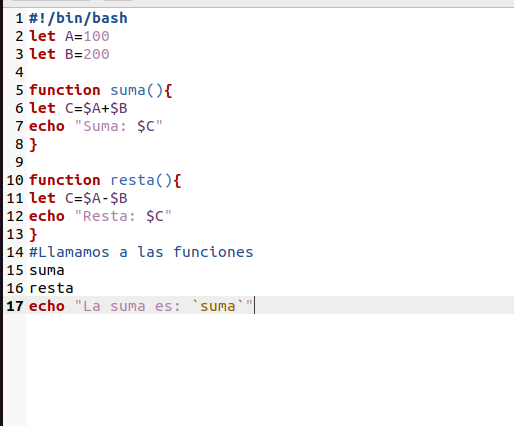 1 #!/bin/bash
2 let A=100
3 let B=200
4
5 function suma(){
6 let C=$A+$B
7 echo "Suma: $C"
8 }
9
10 function resta(){
11 let C=$A-$B
12 echo "Resta: $C"
13 }
14 #Llamamos a las funciones
15 suma
16 resta
17 echo "La suma es: `suma`"